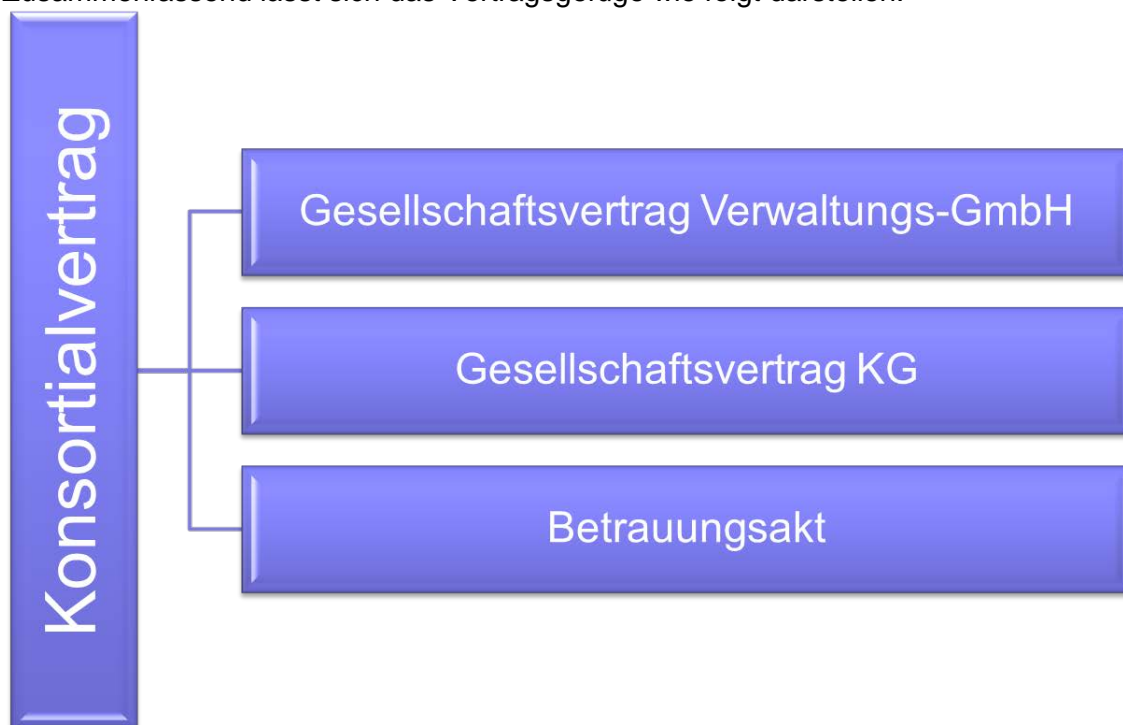 Zusammenfassend lässt sich das Vertragsgefüge wie folgt darstellen:
Konsortialvertrag
Gesellschaftsvertrag Verwaltungs-GmbH
Gesellschaftsvertrag KG
Betrauungsakt